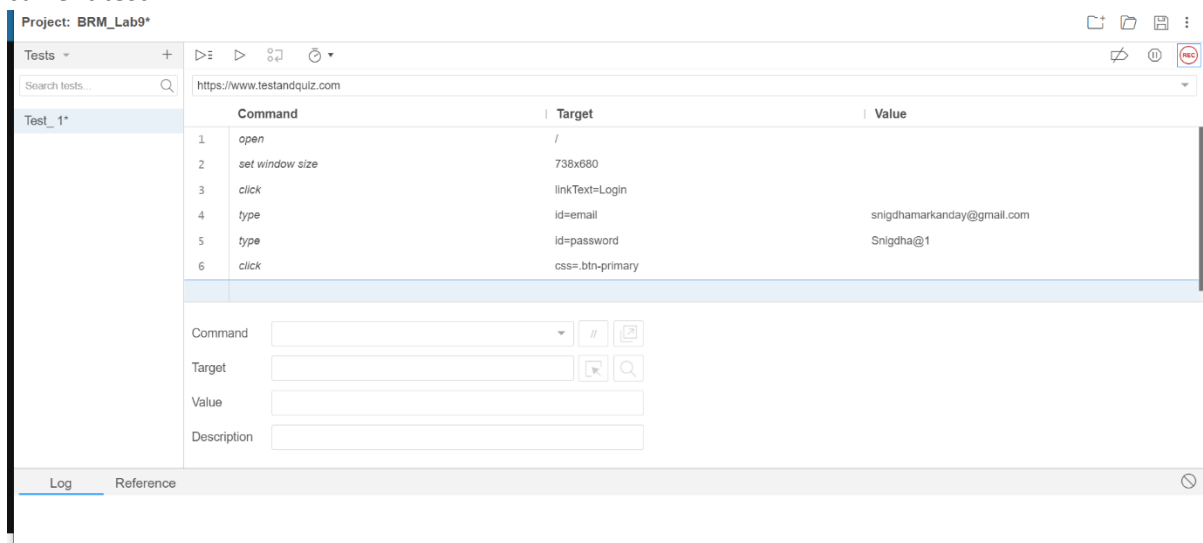 Project: BRM_Lab9*
Tests
Search tests...
https://www.testandquiz.com
REC
Test_ 1*
Command Target Value
1 open /
2 set window size 738x680
3 click linkText=Login
4 type id=email snigdhamarkanday@gmail.com
5 type id=password Snigdha@1
6 click css=.btn-primary
Command //
Target
Value
Description
Log Reference